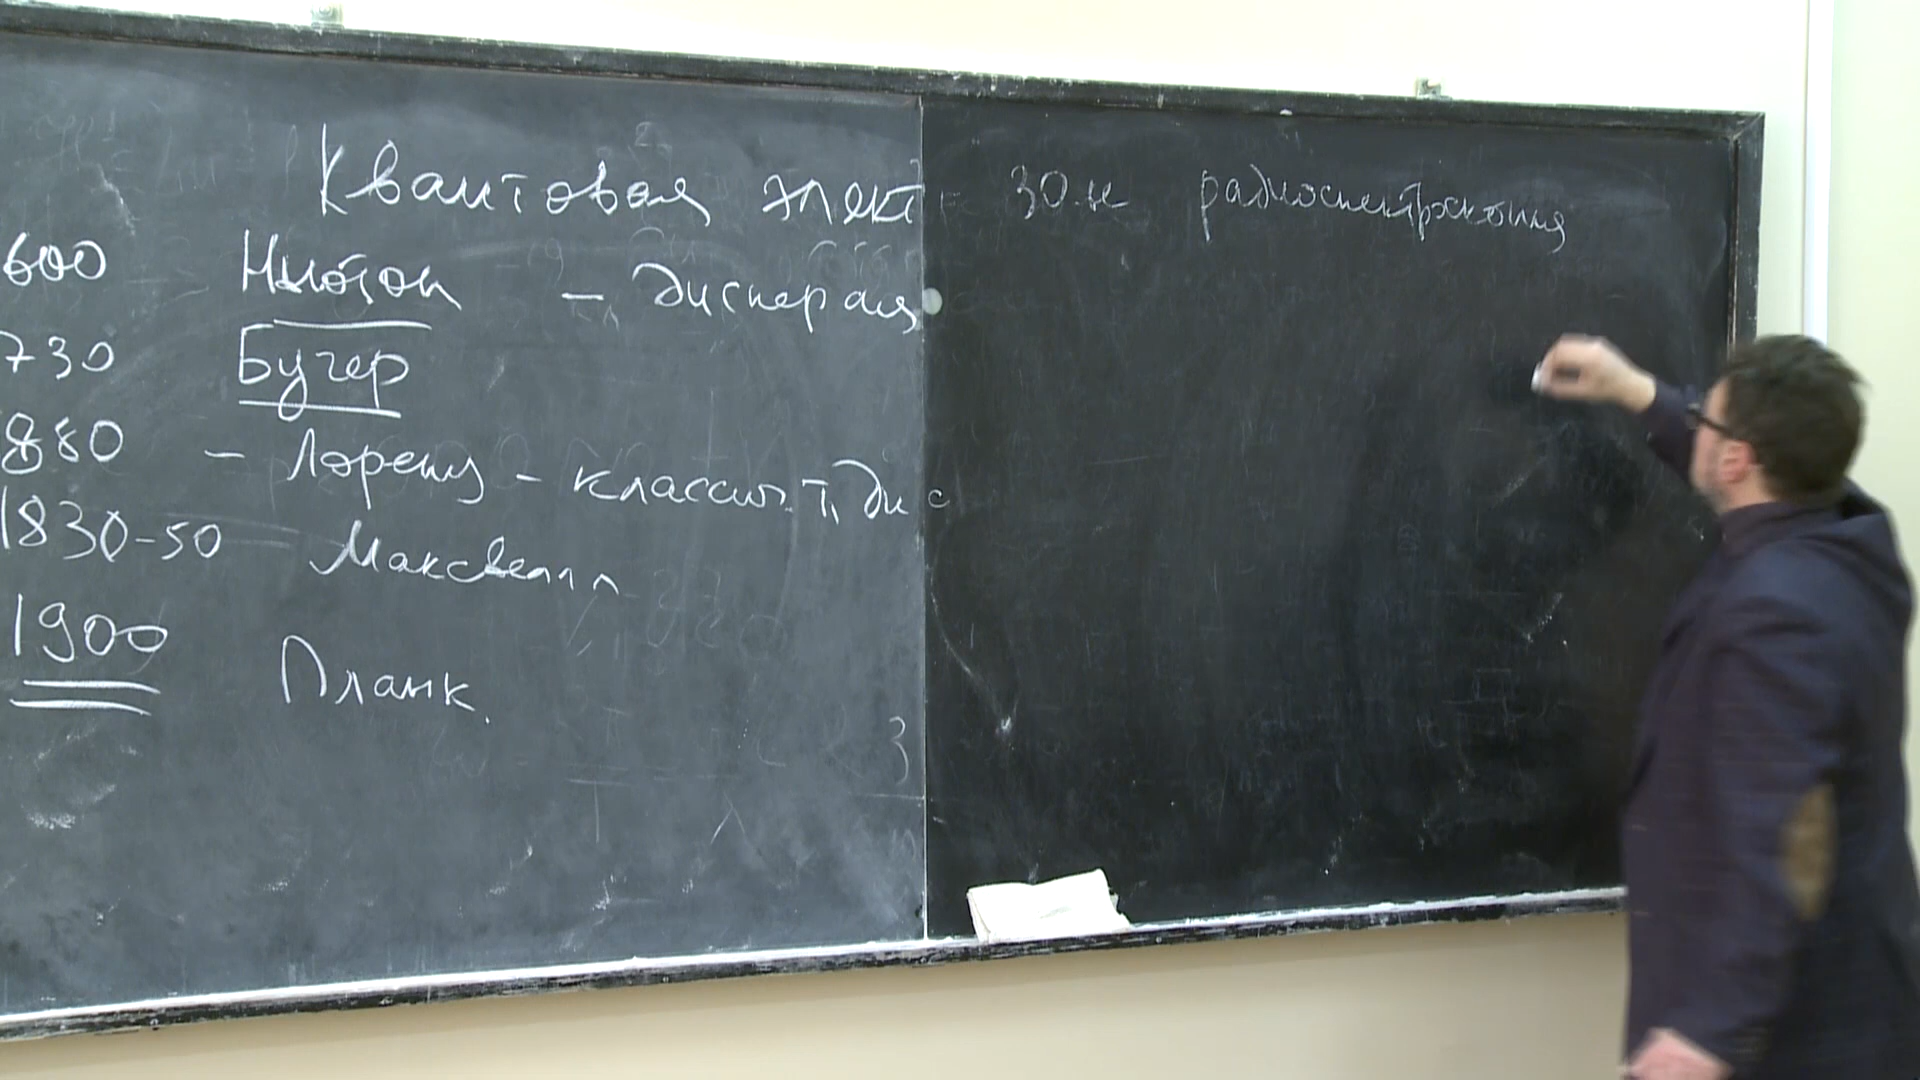 Квантовая элект
600 Ньютон - дисперсия
730 Бугер
880 - Лоренц - классич. т. дис
1830-50 Максвелл
1900 Планк.
30.е радиоспектроскопия